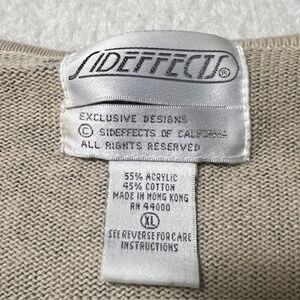 SIDEFFECTS®
EXCLUSIVE DESIGNS
© SIDEFFECTS OF CALIFORNIA
ALL RIGHTS RESERVED
55% ACRYLIC
45% COTTON
MADE IN HONG KONG
RN 44000
XL
SEE REVERSE FOR CARE
INSTRUCTIONS